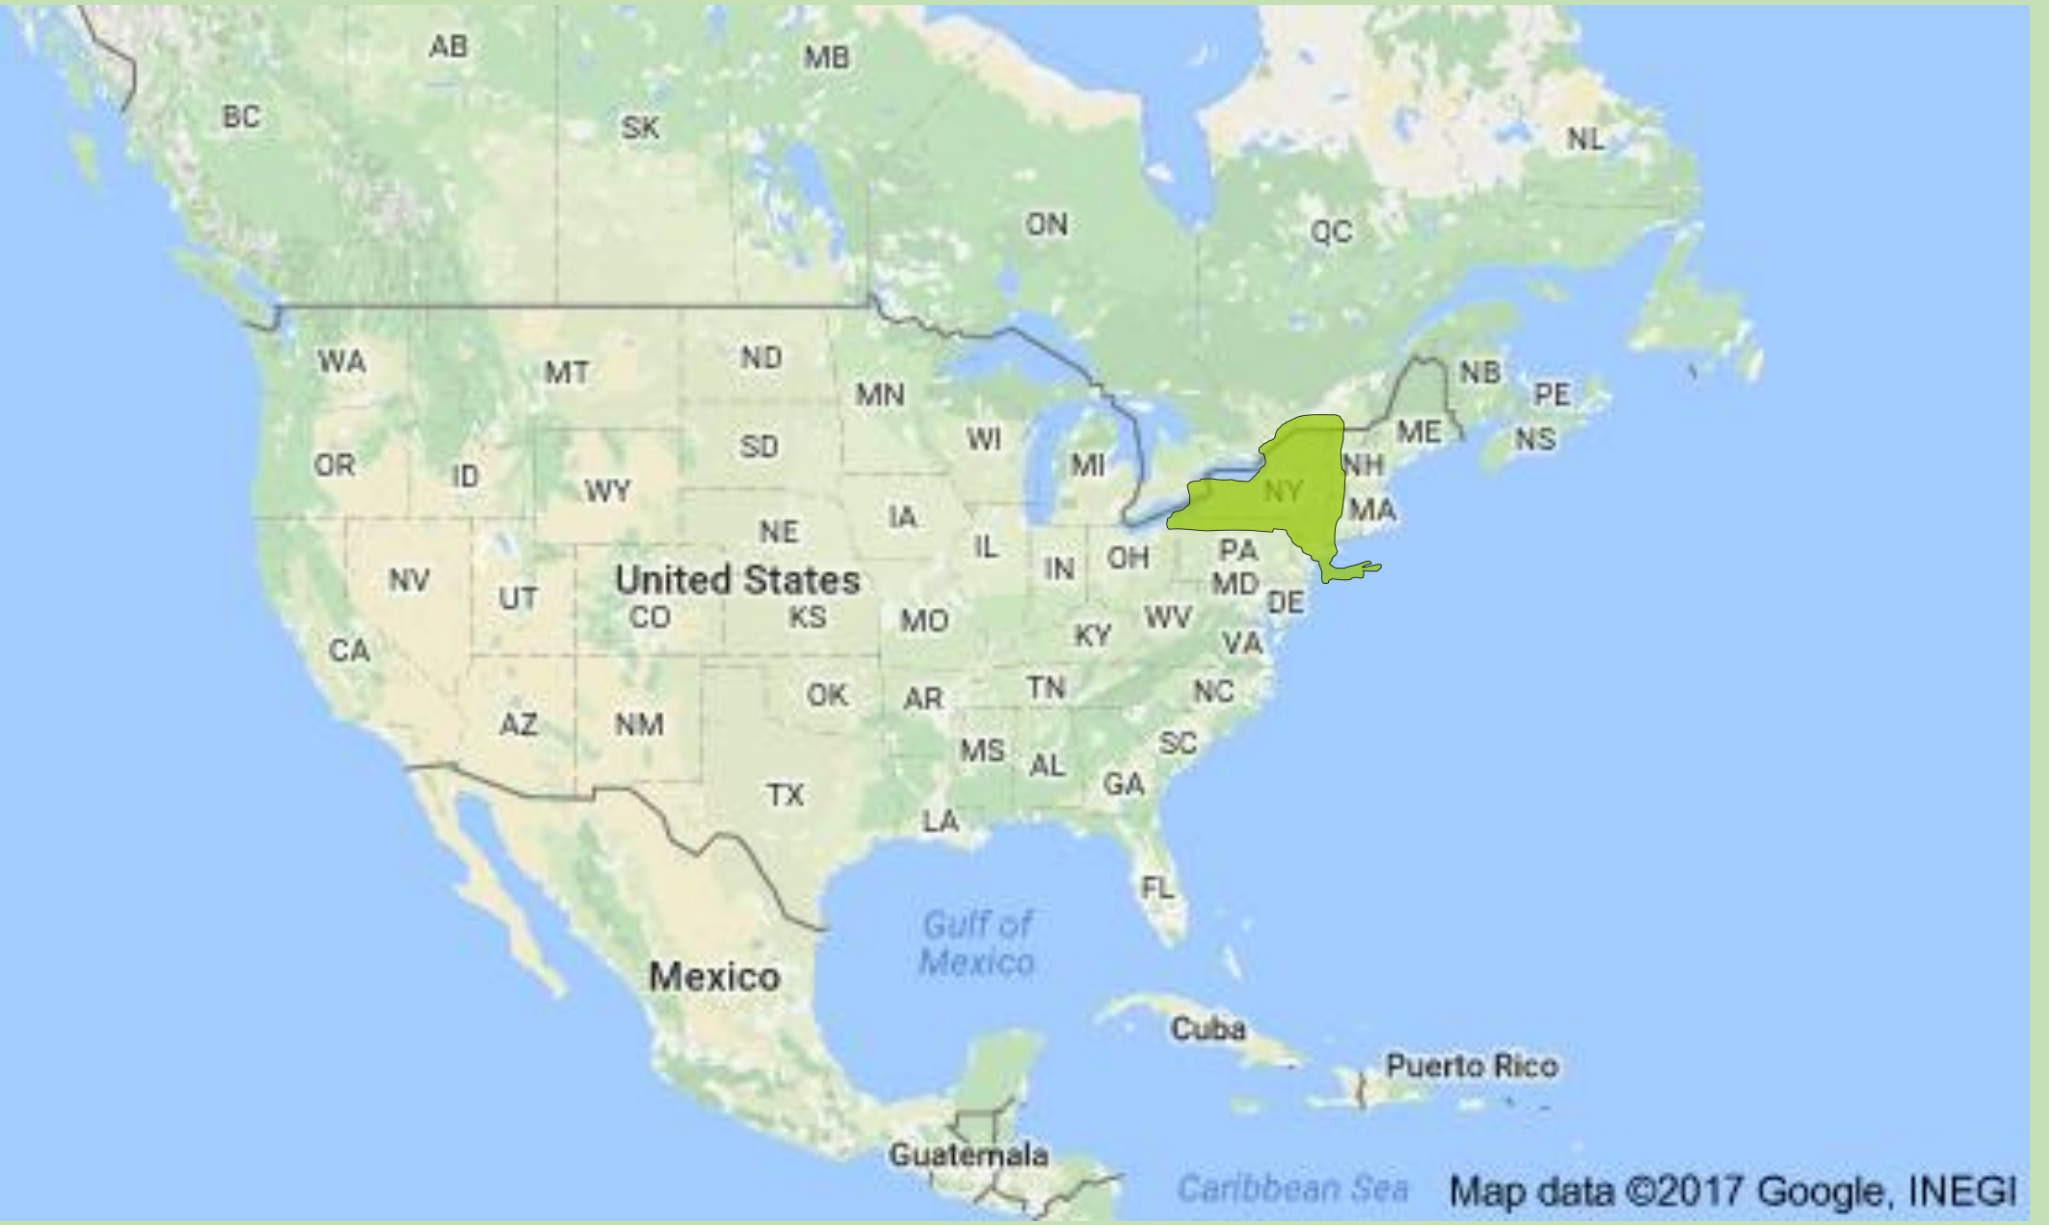 AB
MB
BC
SK
NL
ON
QC
WA
MT
ND
MN
NB
PE
ME
NS
WI
SD
MI
NH
OR
ID
WY
NY
MA
IA
NE
IL
PA
OH
IN
NV
United States
MD
UT
DE
CO
KS
MO
WV
KY
VA
CA
TN
NC
OK
AR
AZ
NM
SC
MS
AL
GA
TX
LA
FL
Gulf of
Mexico
Mexico
Cuba
Puerto Rico
Guatemala
Caribbean Sea
Map data ©2017 Google, INEGI